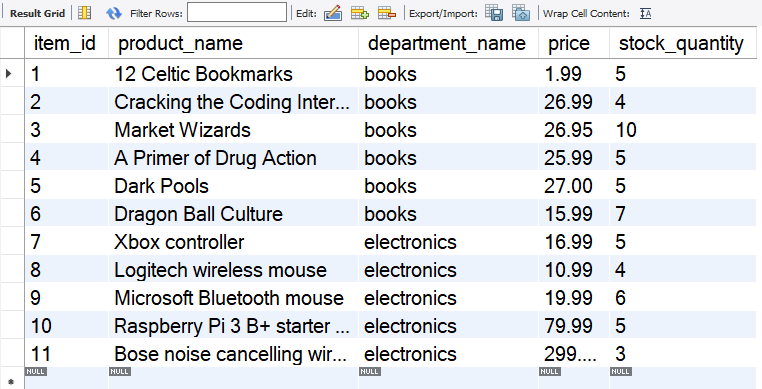 Result Grid Filter Rows: Edit: Export/Import: Wrap Cell Content:
item_id product_name department_name price stock_quantity
1 12 Celtic Bookmarks books 1.99 5
2 Cracking the Coding Inter... books 26.99 4
3 Market Wizards books 26.95 10
4 A Primer of Drug Action books 25.99 5
5 Dark Pools books 27.00 5
6 Dragon Ball Culture books 15.99 7
7 Xbox controller electronics 16.99 5
8 Logitech wireless mouse electronics 10.99 4
9 Microsoft Bluetooth mouse electronics 19.99 6
10 Raspberry Pi 3 B+ starter ... electronics 79.99 5
11 Bose noise cancelling wir... electronics 299.... 3
NULL NULL NULL NULL NULL